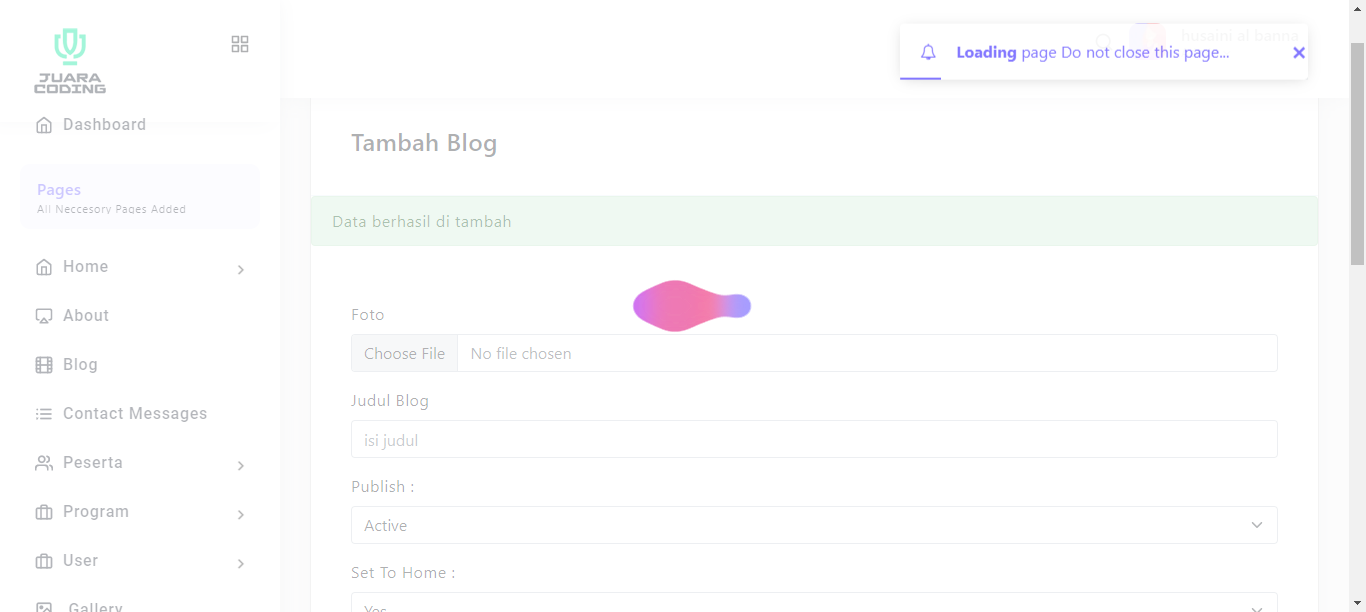 JUARA
CODING
husaini al banna
Loading page Do not close this page...
Dashboard
Pages
All Neccesory Pages Added
Home
About
Blog
Contact Messages
Peserta
Program
User
Gallery
Tambah Blog
Data berhasil di tambah
Foto
Choose File No file chosen
Judul Blog
isi judul
Publish :
Active
Set To Home :
Yes